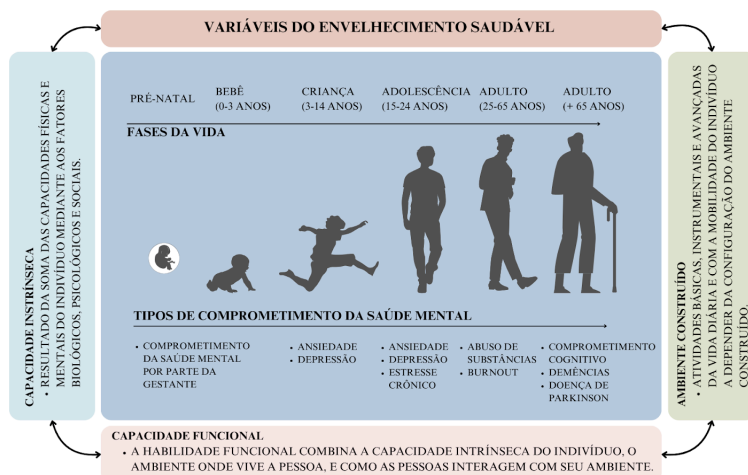 VARIÁVEIS DO ENVELHECIMENTO SAUDÁVEL
CAPACIDADE INSTRÍNSECA
• RESULTADO DA SOMA DAS CAPACIDADES FÍSICAS E
MENTAIS DO INDIVÍDUO MEDIANTE AOS FATORES
BIOLÓGICOS, PSICOLÓGICOS E SOCIAIS.
PRÉ-NATAL
BEBÊ
(0-3 ANOS)
CRIANÇA
(3-14 ANOS)
ADOLESCÊNCIA
(15-24 ANOS)
ADULTO
(25-65 ANOS)
ADULTO
(+ 65 ANOS)
FASES DA VIDA
TIPOS DE COMPROMETIMENTO DA SAÚDE MENTAL
• COMPROMETIMENTO
DA SAÚDE MENTAL
POR PARTE DA
GESTANTE
• ANSIEDADE
• DEPRESSÃO
• ANSIEDADE
• DEPRESSÃO
• ESTRESSE
CRÔNICO
• ABUSO DE
SUBSTÂNCIAS
• BURNOUT
• COMPROMETIMENTO
COGNITIVO
• DEMÊNCIAS
• DOENÇA DE
PARKINSON
AMBIENTE CONSTRUÍDO
• ATIVIDADES BÁSICAS, INSTRUMENTAIS E AVANÇADAS
DA VIDA DIÁRIA E COM A MOBILIDADE DO INDIVÍDUO
A DEPENDER DA CONFIGURAÇÃO DO AMBIENTE
CONSTRUÍDO.
CAPACIDADE FUNCIONAL
• A HABILIDADE FUNCIONAL COMBINA A CAPACIDADE INTRÍNSECA DO INDIVÍDUO, O
AMBIENTE ONDE VIVE A PESSOA, E COMO AS PESSOAS INTERAGEM COM SEU AMBIENTE.